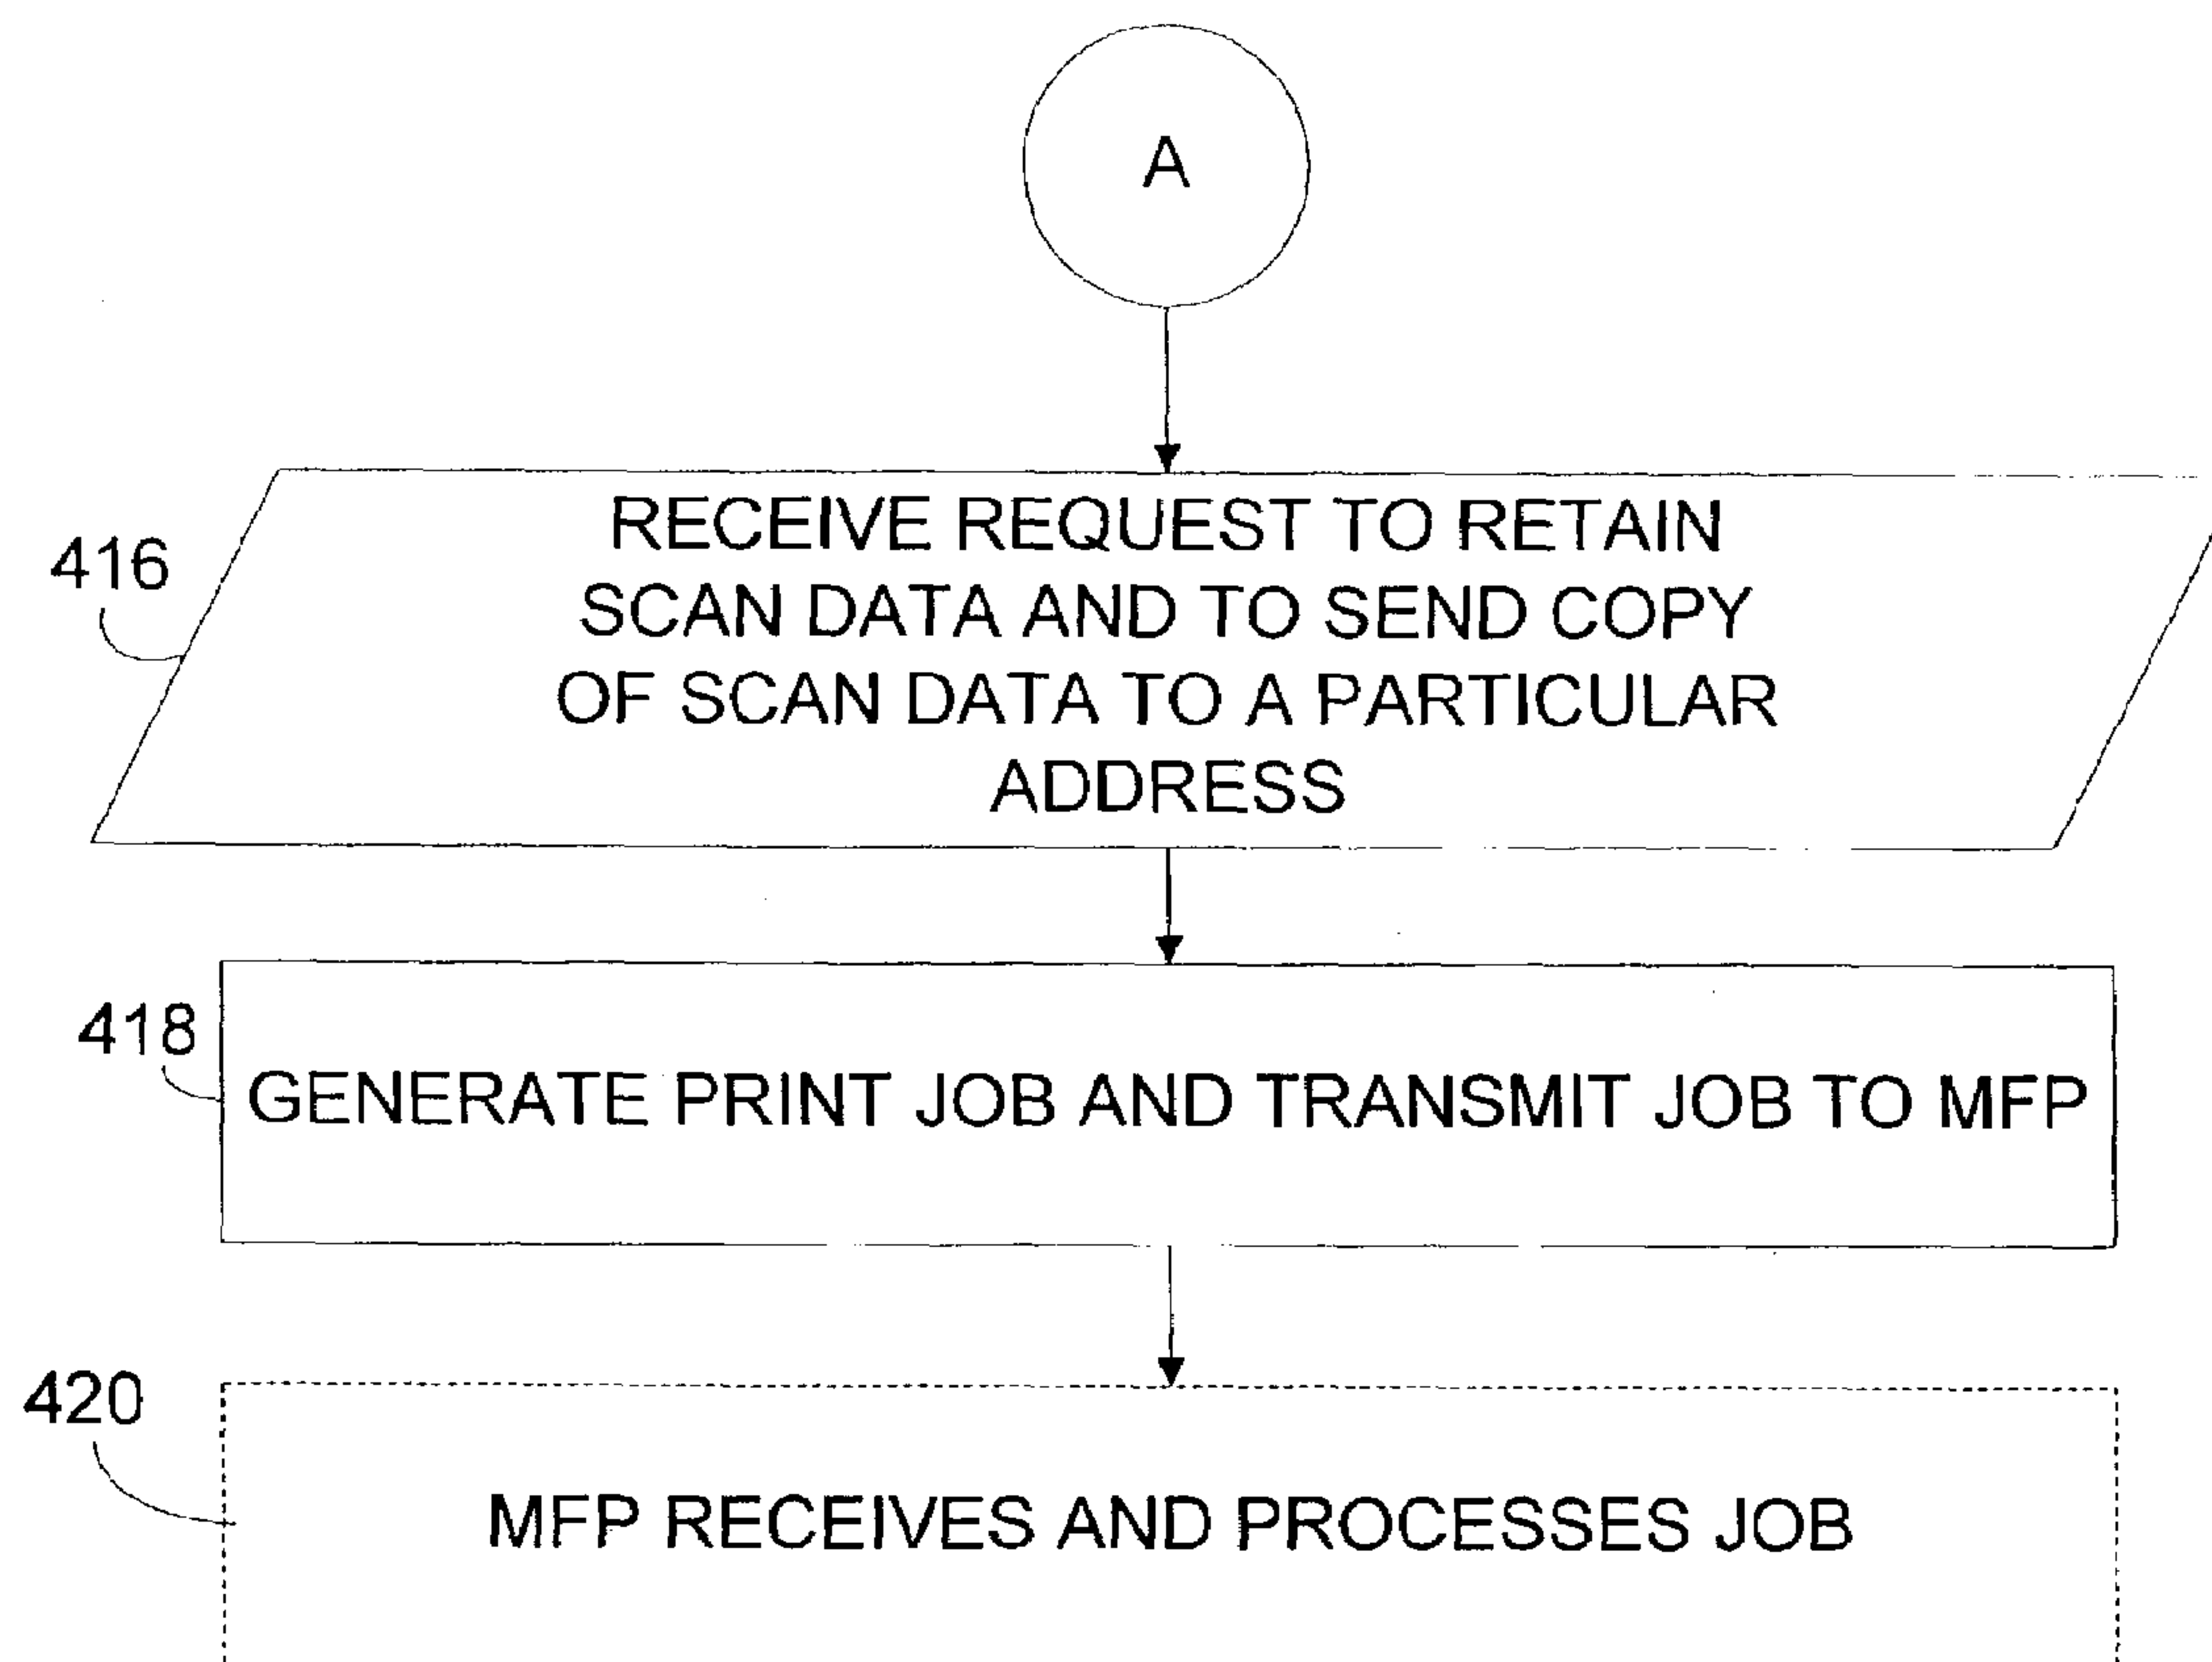 A
416
RECEIVE REQUEST TO RETAIN
SCAN DATA AND TO SEND COPY
OF SCAN DATA TO A PARTICULAR
ADDRESS
418
GENERATE PRINT JOB AND TRANSMIT JOB TO MFP
420
MFP RECEIVES AND PROCESSES JOB